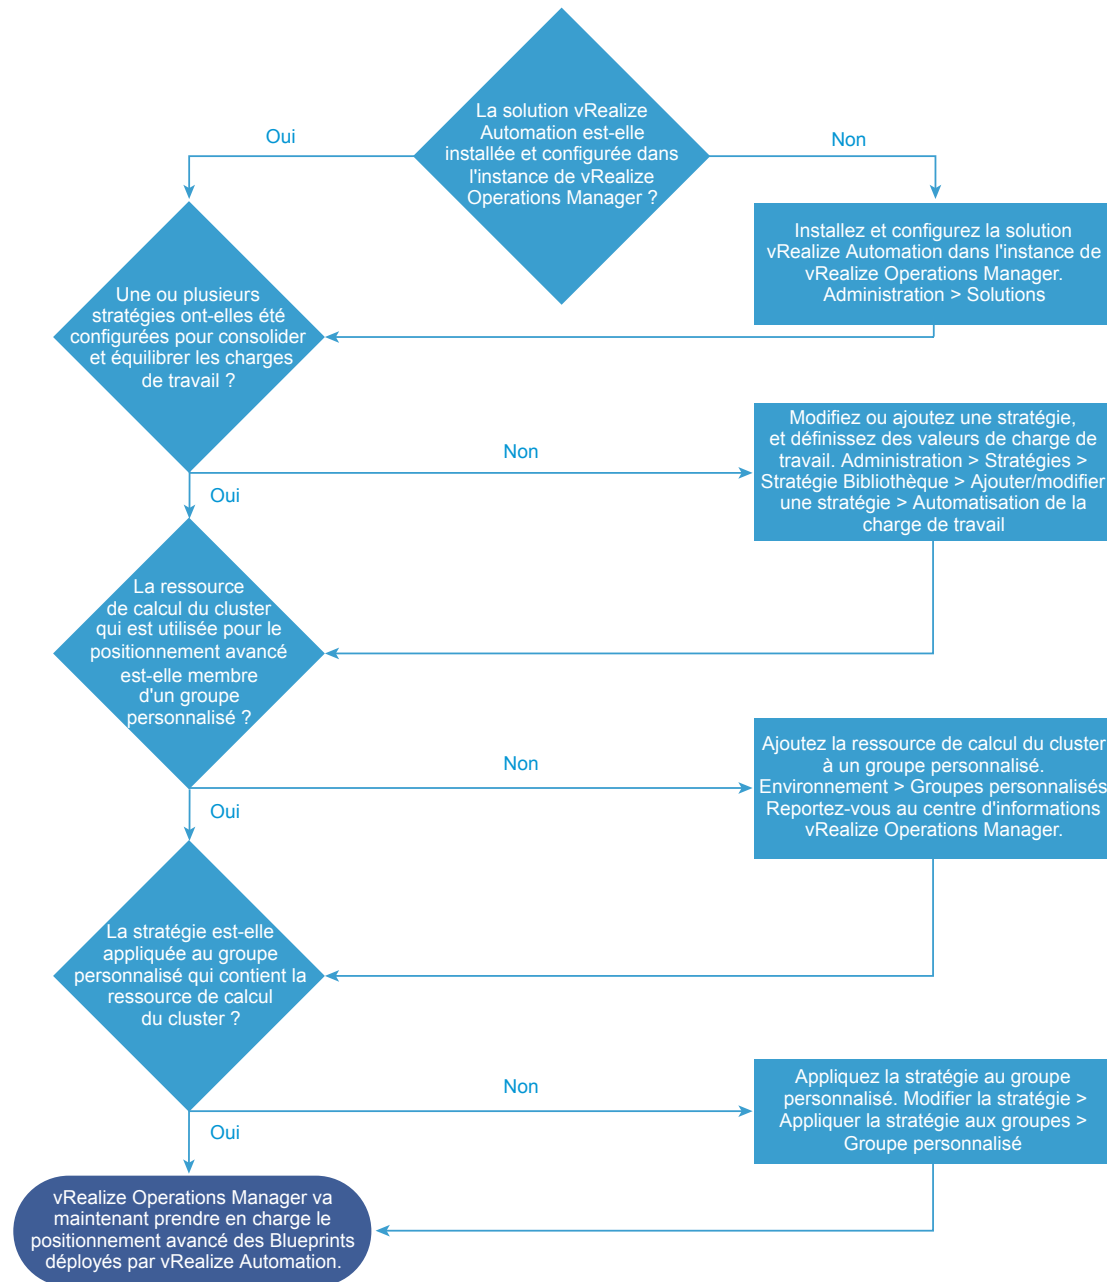 La solution vRealize
Automation est-elle
installée et configurée dans
l'instance de vRealize
Operations Manager ?
Oui
Non
Installez et configurez la solution
vRealize Automation dans l'instance de
vRealize Operations Manager.
Administration > Solutions
Une ou plusieurs
stratégies ont-elles été
configurées pour consolider
et équilibrer les charges
de travail ?
Non
Modifiez ou ajoutez une stratégie,
et définissez des valeurs de charge de
travail. Administration > Stratégies >
Stratégie Bibliothèque > Ajouter/modifier
une stratégie > Automatisation de la
charge de travail
Oui
La ressource
de calcul du cluster
qui est utilisée pour le
positionnement avancé
est-elle membre
d'un groupe
personnalisé ?
Non
Ajoutez la ressource de calcul du cluster
à un groupe personnalisé.
Environnement > Groupes personnalisés
Reportez-vous au centre d'informations
vRealize Operations Manager.
Oui
La stratégie est-elle
appliquée au groupe
personnalisé qui contient la
ressource de calcul
du cluster ?
Non
Appliquez la stratégie au groupe
personnalisé. Modifier la stratégie >
Appliquer la stratégie aux groupes >
Groupe personnalisé
Oui
vRealize Operations Manager va
maintenant prendre en charge le
positionnement avancé des Blueprints
déployés par vRealize Automation.